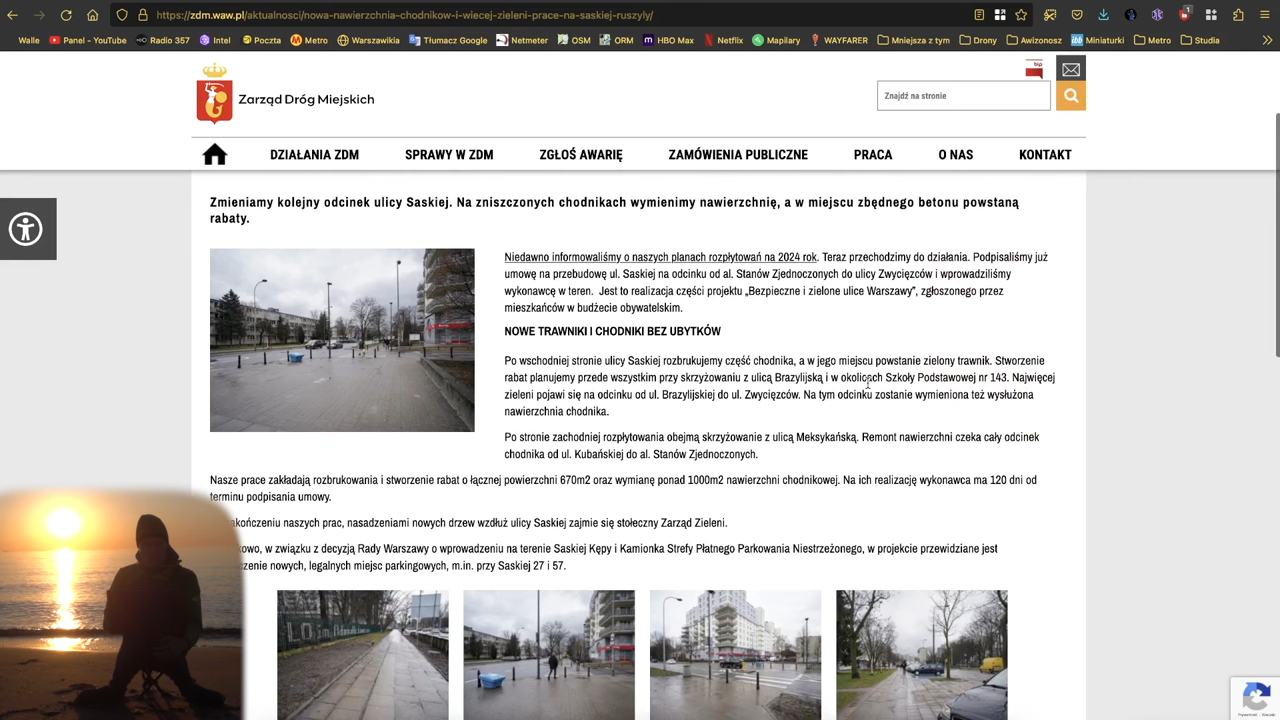 https://zdm.waw.pl/aktualnosci/nowa-nawierzchnia-chodnikow-i-wiecej-zieleni-prace-na-saskiej-ruszyly/
Walle Panel - YouTube Radio 357 Intel Poczta Metro Warszawikia Tłumacz Google Netmeter OSM ORM HBO Max Netflix Mapilary WAYFARER Mniejsza z tym Drony Awizonosz Miniaturki Metro Studia
bip
Zarząd Dróg Miejskich
Znajdź na stronie
DZIAŁANIA ZDM SPRAWY W ZDM ZGŁOŚ AWARIĘ ZAMÓWIENIA PUBLICZNE PRACA O NAS KONTAKT
Zmieniamy kolejny odcinek ulicy Saskiej. Na zniszczonych chodnikach wymienimy nawierzchnię, a w miejscu zbędnego betonu powstaną
rabaty.
Niedawno informowaliśmy o naszych planach rozpłytowań na 2024 rok. Teraz przechodzimy do działania. Podpisaliśmy już
umowę na przebudowę ul. Saskiej na odcinku od al. Stanów Zjednoczonych do ulicy Zwycięzców i wprowadziliśmy
wykonawcę w teren. Jest to realizacja części projektu „Bezpieczne i zielone ulice Warszawy”, zgłoszonego przez
mieszkańców w budżecie obywatelskim.
NOWE TRAWNIKI I CHODNIKI BEZ UBYTKÓW
Po wschodniej stronie ulicy Saskiej rozbrukujemy część chodnika, a w jego miejscu powstanie zielony trawnik. Stworzenie
rabat planujemy przede wszystkim przy skrzyżowaniu z ulicą Brazylijską i w okolicach Szkoły Podstawowej nr 143. Najwięcej
zieleni pojawi się na odcinku od ul. Brazylijskiej do ul. Zwycięzców. Na tym odcinku zostanie wymieniona też wysłużona
nawierzchnia chodnika.
Po stronie zachodniej rozpłytowania obejmą skrzyżowanie z ulicą Meksykańską. Remont nawierzchni czeka cały odcinek
chodnika od ul. Kubańskiej do al. Stanów Zjednoczonych.
Nasze prace zakładają rozbrukowania i stworzenie rabat o łącznej powierzchni 670m2 oraz wymianę ponad 1000m2 nawierzchni chodnikowej. Na ich realizację wykonawca ma 120 dni od
terminu podpisania umowy.
akończeniu naszych prac, nasadzeniami nowych drzew wzdłuż ulicy Saskiej zajmie się stołeczny Zarząd Zieleni.
kowo, w związku z decyzją Rady Warszawy o wprowadzeniu na terenie Saskiej Kępy i Kamionka Strefy Płatnego Parkowania Niestrzeżonego, w projekcie przewidziane jest
czenie nowych, legalnych miejsc parkingowych, m.in. przy Saskiej 27 i 57.